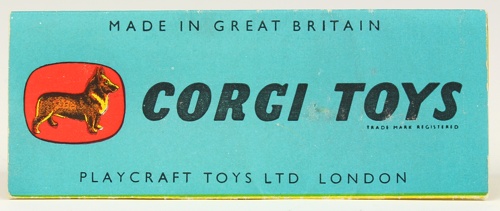 MADE IN GREAT BRITAIN
CORGI TOYS
TRADE MARK REGISTERED
PLAYCRAFT TOYS LTD LONDON